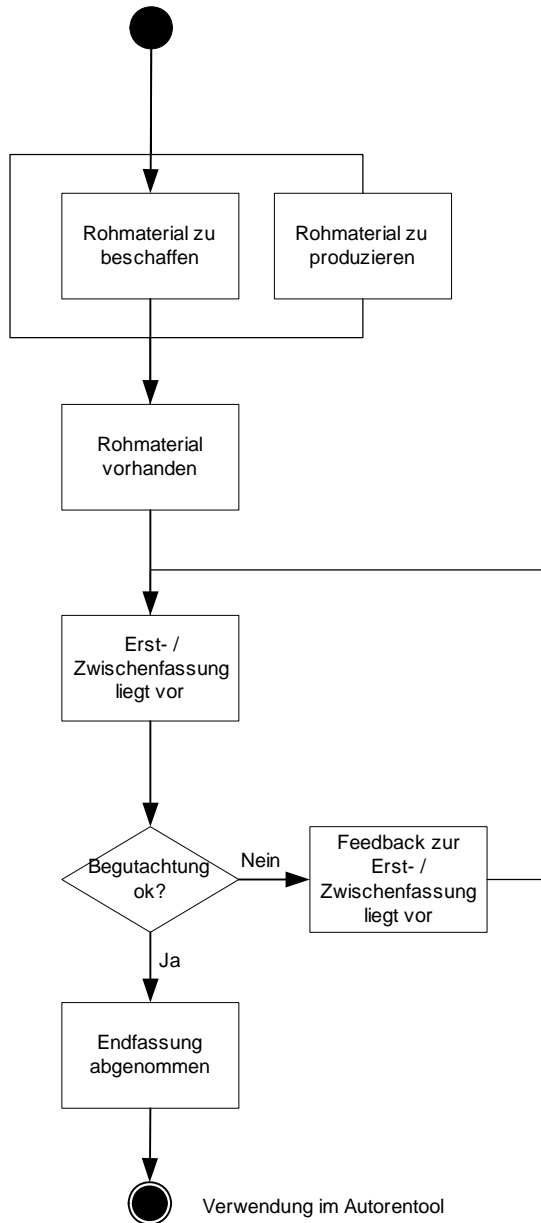 Rohmaterial zu
beschaffen
Rohmaterial zu
produzieren
Rohmaterial
vorhanden
Erst- /
Zwischenfassung
liegt vor
Begutachtung
ok?
Nein
Feedback zur
Erst- /
Zwischenfassung
liegt vor
Ja
Endfassung
abgenommen
Verwendung im Autorentool